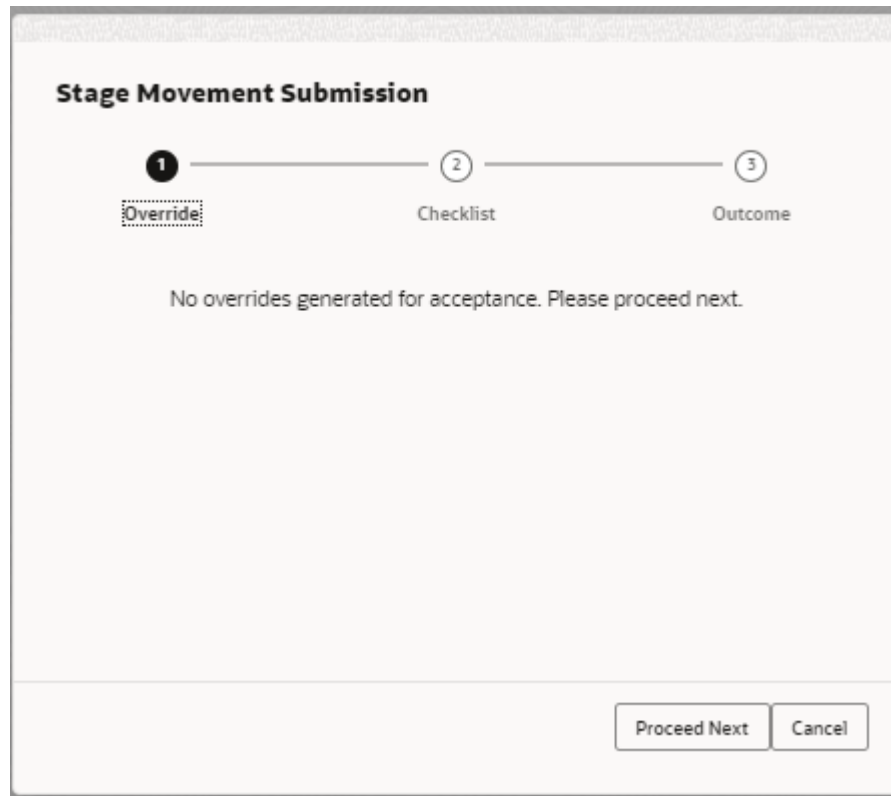 Stage Movement Submission
1 2 3
Override Checklist Outcome
No overrides generated for acceptance. Please proceed next.
Proceed Next Cancel